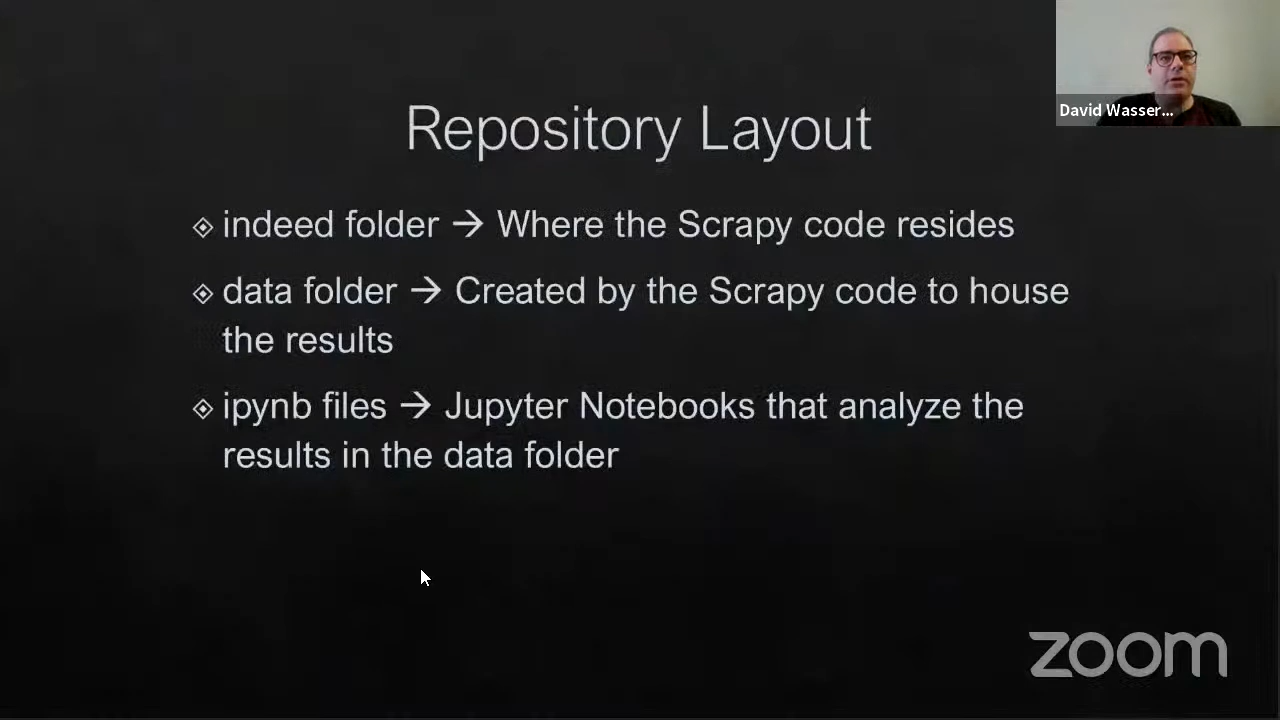 David Wasser...
Repository Layout
indeed folder → Where the Scrapy code resides
data folder → Created by the Scrapy code to house
the results
ipynb files → Jupyter Notebooks that analyze the
results in the data folder
zoom